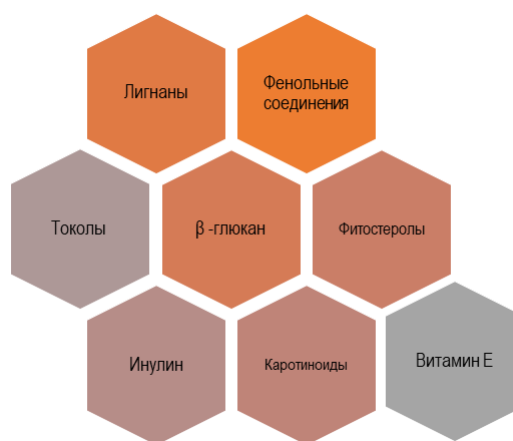 Лигнаны
Фенольные
соединения
Токолы
β -глюкан
Фитостеролы
Инулин
Каротиноиды
Витамин Е